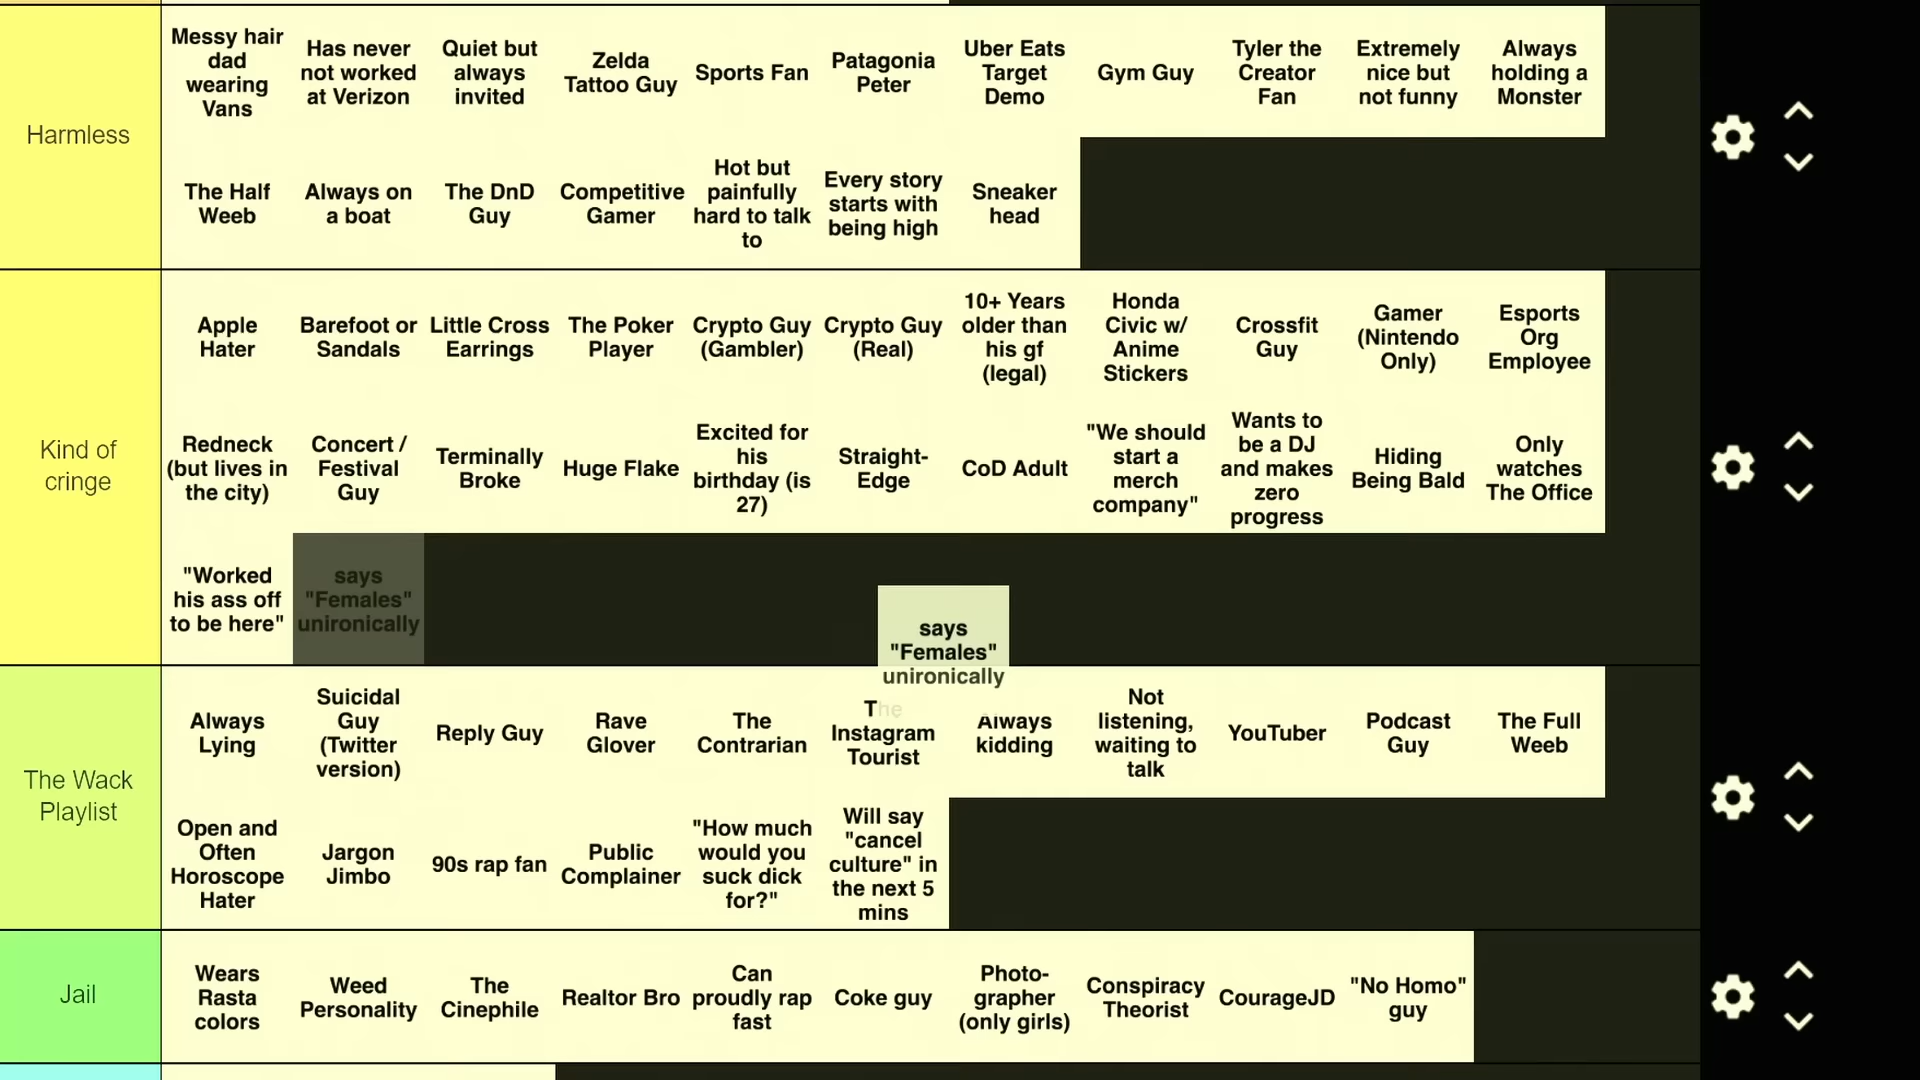 Harmless
Messy hair
dad
wearing
Vans
Has never
not worked
at Verizon
Quiet but
always
invited
Zelda
Tattoo Guy
Sports Fan
Patagonia
Peter
Uber Eats
Target
Demo
Gym Guy
Tyler the
Creator
Fan
Extremely
nice but
not funny
Always
holding a
Monster
The Half
Weeb
Always on
a boat
The DnD
Guy
Competitive
Gamer
Hot but
painfully
hard to talk
to
Every story
starts with
being high
Sneaker
head
Kind of
cringe
Apple
Hater
Barefoot or
Sandals
Little Cross
Earrings
The Poker
Player
Crypto Guy
(Gambler)
Crypto Guy
(Real)
10+ Years
older than
his gf
(legal)
Honda
Civic w/
Anime
Stickers
Crossfit
Guy
Gamer
(Nintendo
Only)
Esports
Org
Employee
Redneck
(but lives in
the city)
Concert /
Festival
Guy
Terminally
Broke
Huge Flake
Excited for
his
birthday (is
27)
Straight-
Edge
CoD Adult
"We should
start a
merch
company"
Wants to
be a DJ
and makes
zero
progress
Hiding
Being Bald
Only
watches
The Office
"Worked
his ass off
to be here"
says
"Females"
unironically
says
"Females"
unironically
The Wack
Playlist
Always
Lying
Suicidal
Guy
(Twitter
version)
Reply Guy
Rave
Glover
The
Contrarian
The
Instagram
Tourist
Always
kidding
Not
listening,
waiting to
talk
YouTuber
Podcast
Guy
The Full
Weeb
Open and
Often
Horoscope
Hater
Jargon
Jimbo
90s rap fan
Public
Complainer
"How much
would you
suck dick
for?"
Will say
"cancel
culture" in
the next 5
mins
Jail
Wears
Rasta
colors
Weed
Personality
The
Cinephile
Realtor Bro
Can
proudly rap
fast
Coke guy
Photo-
grapher
(only girls)
Conspiracy
Theorist
CourageJD
"No Homo"
guy